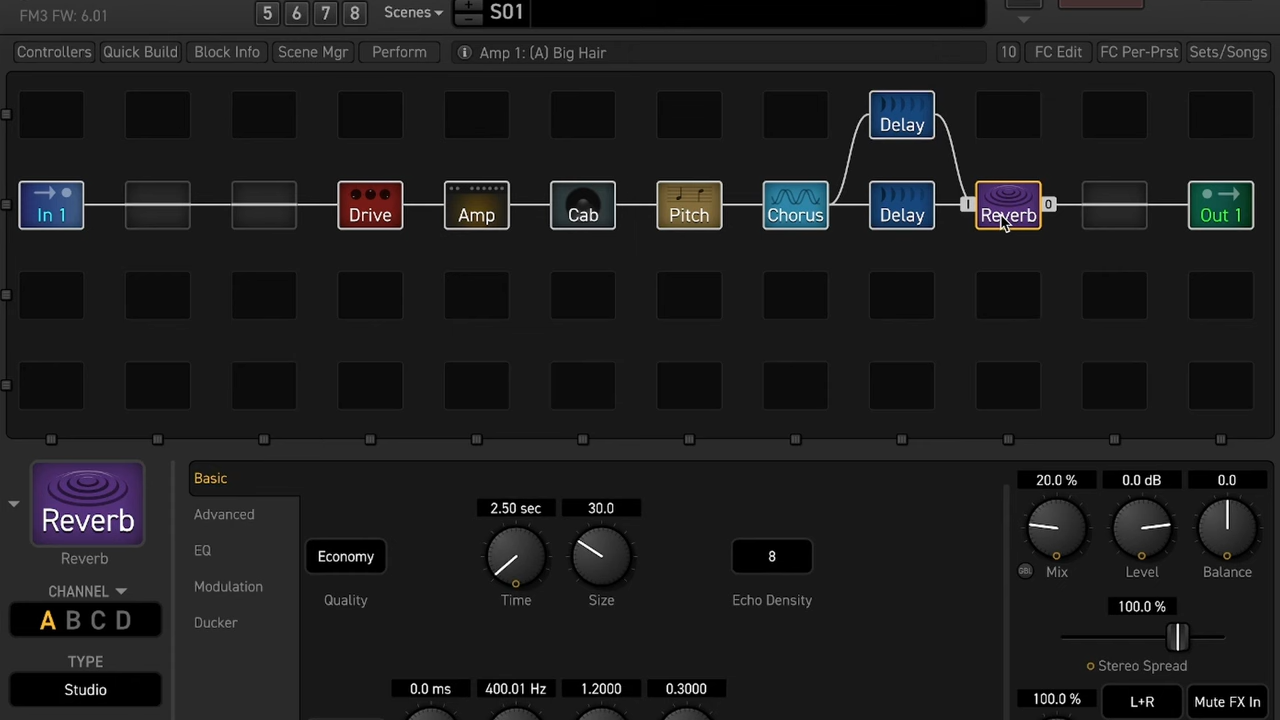 FM3 FW: 6.01
5 6 7 8 Scenes S01
Controllers Quick Build Block Info Scene Mgr Perform Amp 1: (A) Big Hair 10 FC Edit FC Per-Prst Sets/Songs
Delay
In 1 Drive Amp Cab Pitch Chorus Delay I Reverb O Out 1
Reverb
Reverb
CHANNEL
A B C D
TYPE
Studio
Basic
Advanced
EQ
Modulation
Ducker
2.50 sec 30.0
Economy 8
Quality Time Size Echo Density
0.0 ms 400.01 Hz 1.2000 0.3000
20.0 % 0.0 dB 0.0
GBL Mix Level Balance
100.0 %
Stereo Spread
100.0 % L+R Mute FX In